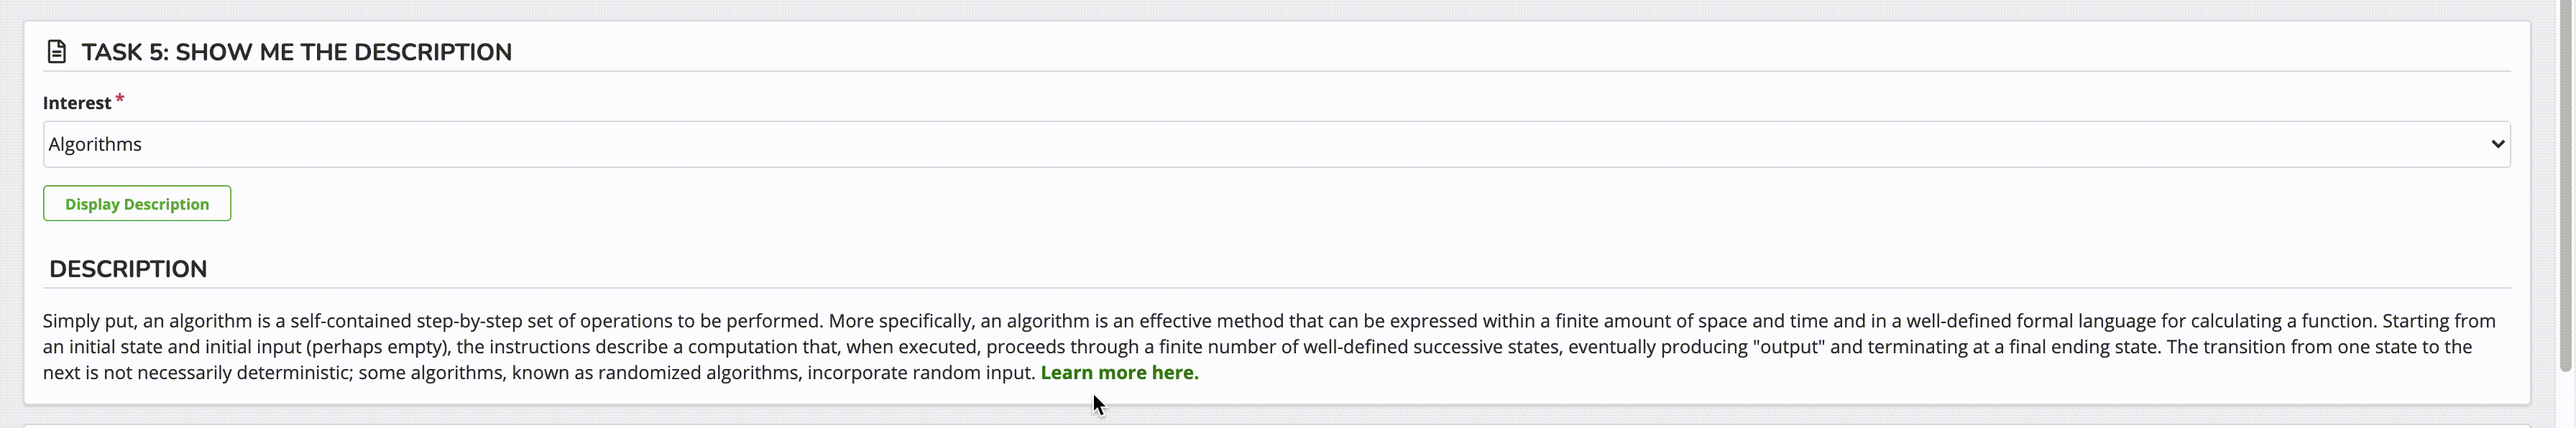 TASK 5: SHOW ME THE DESCRIPTION
Interest *
Algorithms
Display Description
DESCRIPTION
Simply put, an algorithm is a self-contained step-by-step set of operations to be performed. More specifically, an algorithm is an effective method that can be expressed within a finite amount of space and time and in a well-defined formal language for calculating a function. Starting from
an initial state and initial input (perhaps empty), the instructions describe a computation that, when executed, proceeds through a finite number of well-defined successive states, eventually producing "output" and terminating at a final ending state. The transition from one state to the
next is not necessarily deterministic; some algorithms, known as randomized algorithms, incorporate random input. Learn more here.